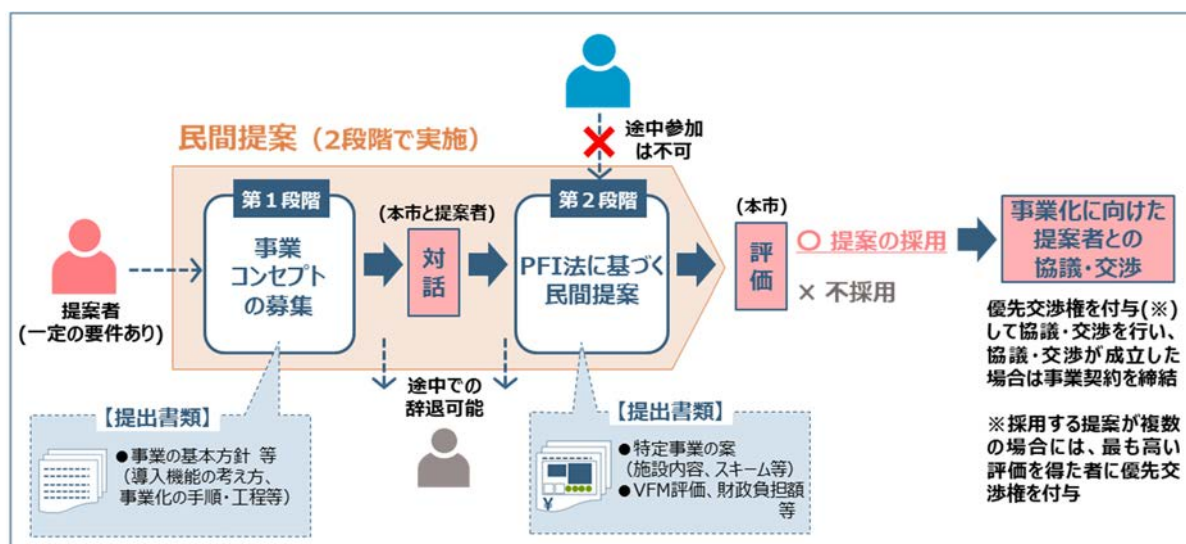 民間提案（2段階で実施）
途中参加
は不可
提案者
(一定の要件あり)
第１段階
事業
コンセプト
の募集
(本市と提案者)
対
話
第２段階
PFI法に基づく
民間提案
(本市)
評
価
〇 提案の採用
× 不採用
事業化に向けた
提案者との
協議・交渉
優先交渉権を付与(※)
して協議・交渉を行い、
協議・交渉が成立した
場合は事業契約を締結
※採用する提案が複数
の場合には、最も高い
評価を得た者に優先交
渉権を付与
途中での
辞退可能
【提出書類】
●事業の基本方針 等
（導入機能の考え方、
事業化の手順・工程等）
【提出書類】
●特定事業の案
（施設内容、スキーム等）
●VFM評価、財政負担額
等
¥